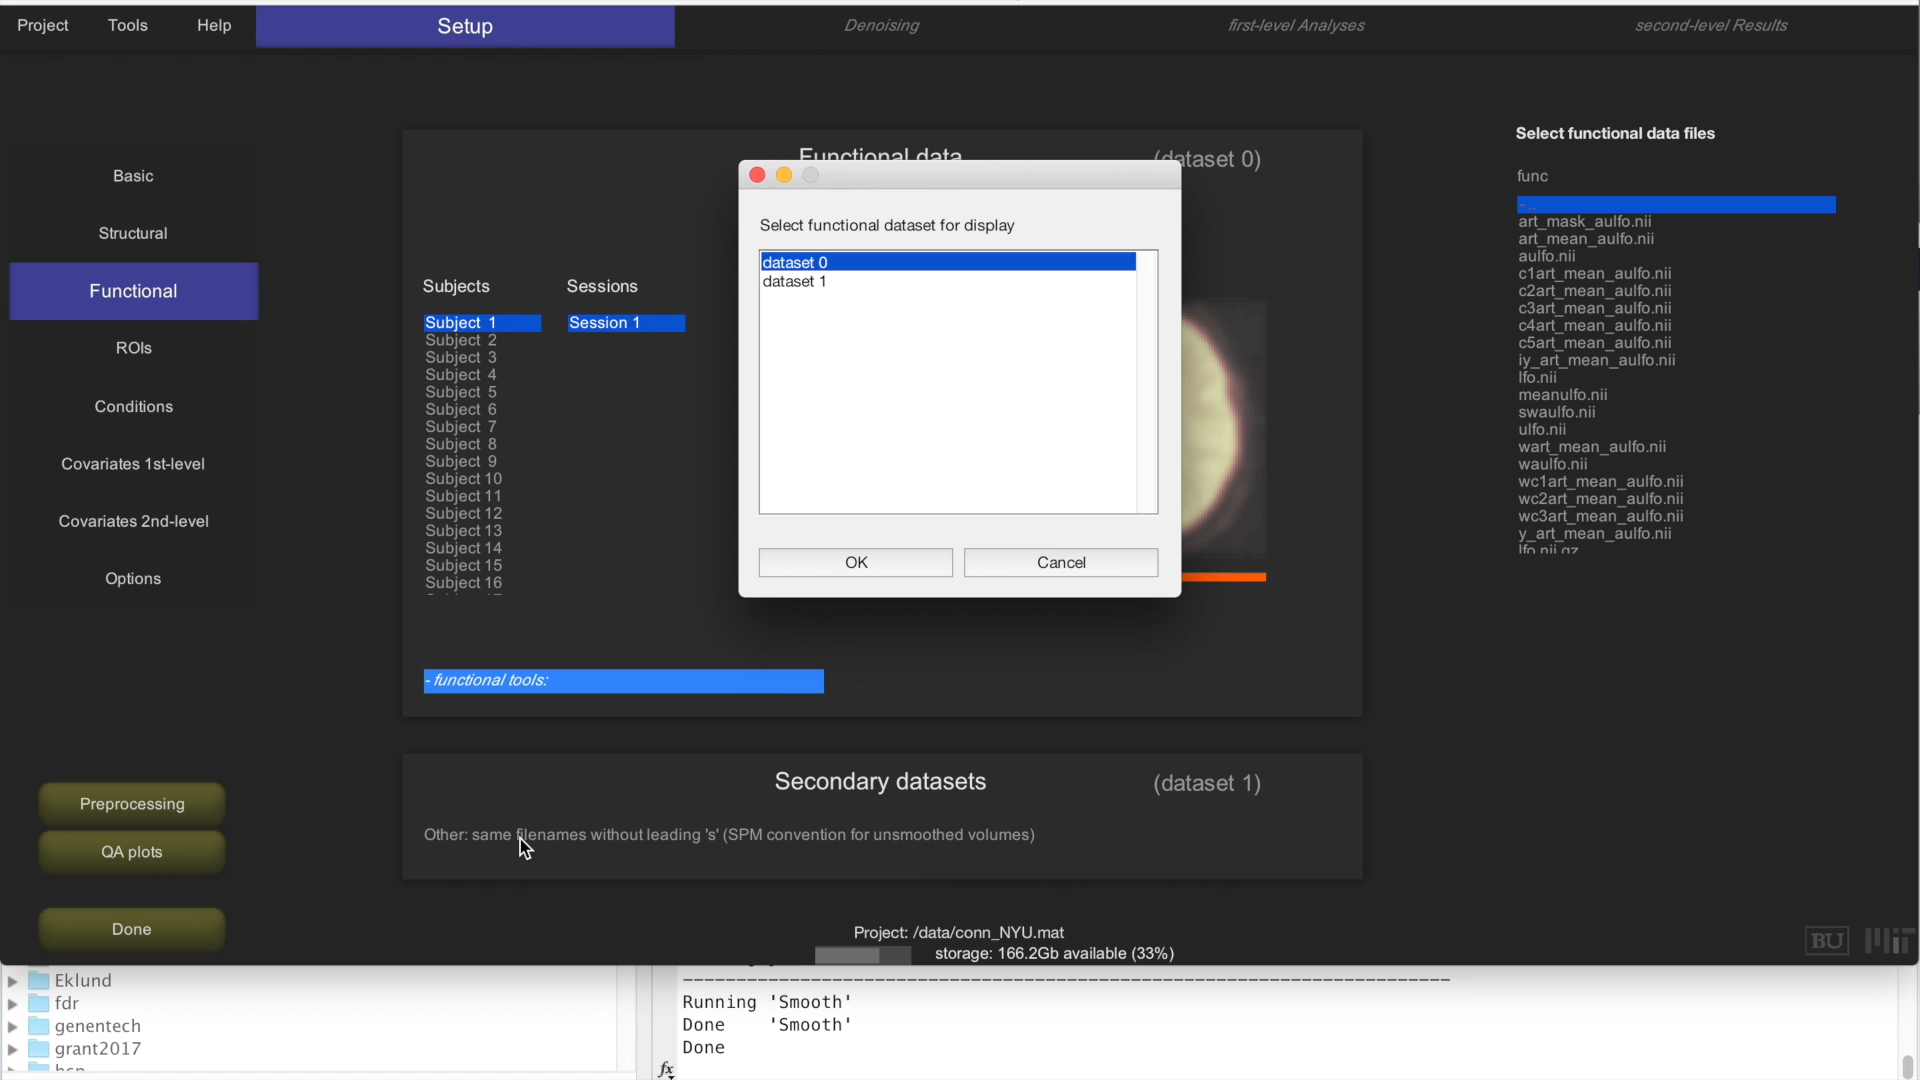 Project
Tools
Help
Setup
Denoising
first-level Analyses
second-level Results
Basic
Structural
Functional
ROIs
Conditions
Covariates 1st-level
Covariates 2nd-level
Options
Preprocessing
QA plots
Done
Functional data
(dataset 0)
Subjects
Sessions
Subject 1
Subject 2
Subject 3
Subject 4
Subject 5
Subject 6
Subject 7
Subject 8
Subject 9
Subject 10
Subject 11
Subject 12
Subject 13
Subject 14
Subject 15
Subject 16
Session 1
- functional tools:
Select functional dataset for display
dataset 0
dataset 1
OK
Cancel
Secondary datasets
(dataset 1)
Other: same filenames without leading 's' (SPM convention for unsmoothed volumes)
Select functional data files
func
-..
art_mask_aulfo.nii
art_mean_aulfo.nii
aulfo.nii
c1art_mean_aulfo.nii
c2art_mean_aulfo.nii
c3art_mean_aulfo.nii
c4art_mean_aulfo.nii
c5art_mean_aulfo.nii
iy_art_mean_aulfo.nii
lfo.nii
meanulfo.nii
swaulfo.nii
ulfo.nii
wart_mean_aulfo.nii
waulfo.nii
wc1art_mean_aulfo.nii
wc2art_mean_aulfo.nii
wc3art_mean_aulfo.nii
y_art_mean_aulfo.nii
lfo.nii.gz
Project: /data/conn_NYU.mat
storage: 166.2Gb available (33%)
BU
Eklund
fdr
genentech
grant2017
Running 'Smooth'
Done 'Smooth'
Done
fx